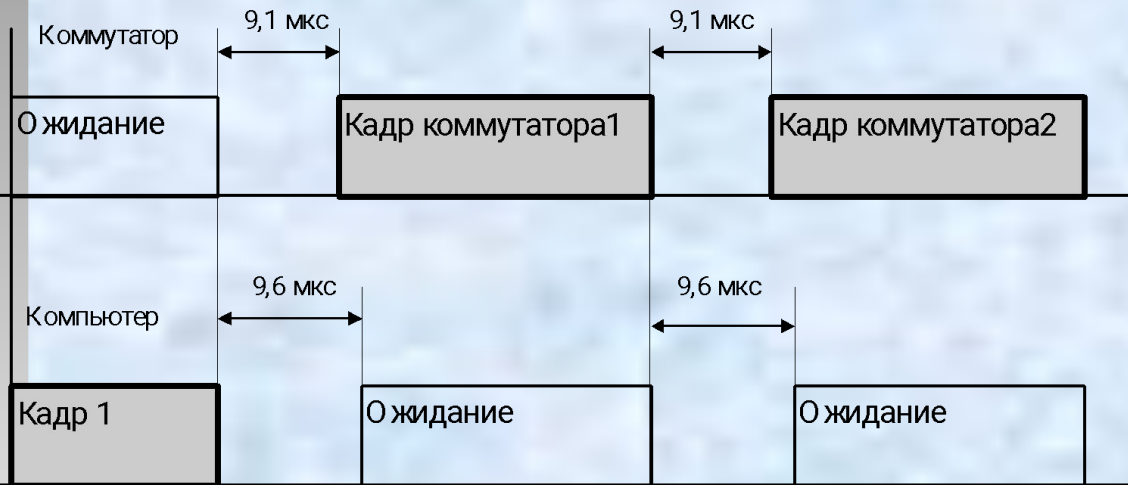 Коммутатор
9,1 мкс
9,1 мкс
Ожидание
Кадр коммутатора1
Кадр коммутатора2
9,6 мкс
9,6 мкс
Компьютер
Кадр 1
Ожидание
Ожидание